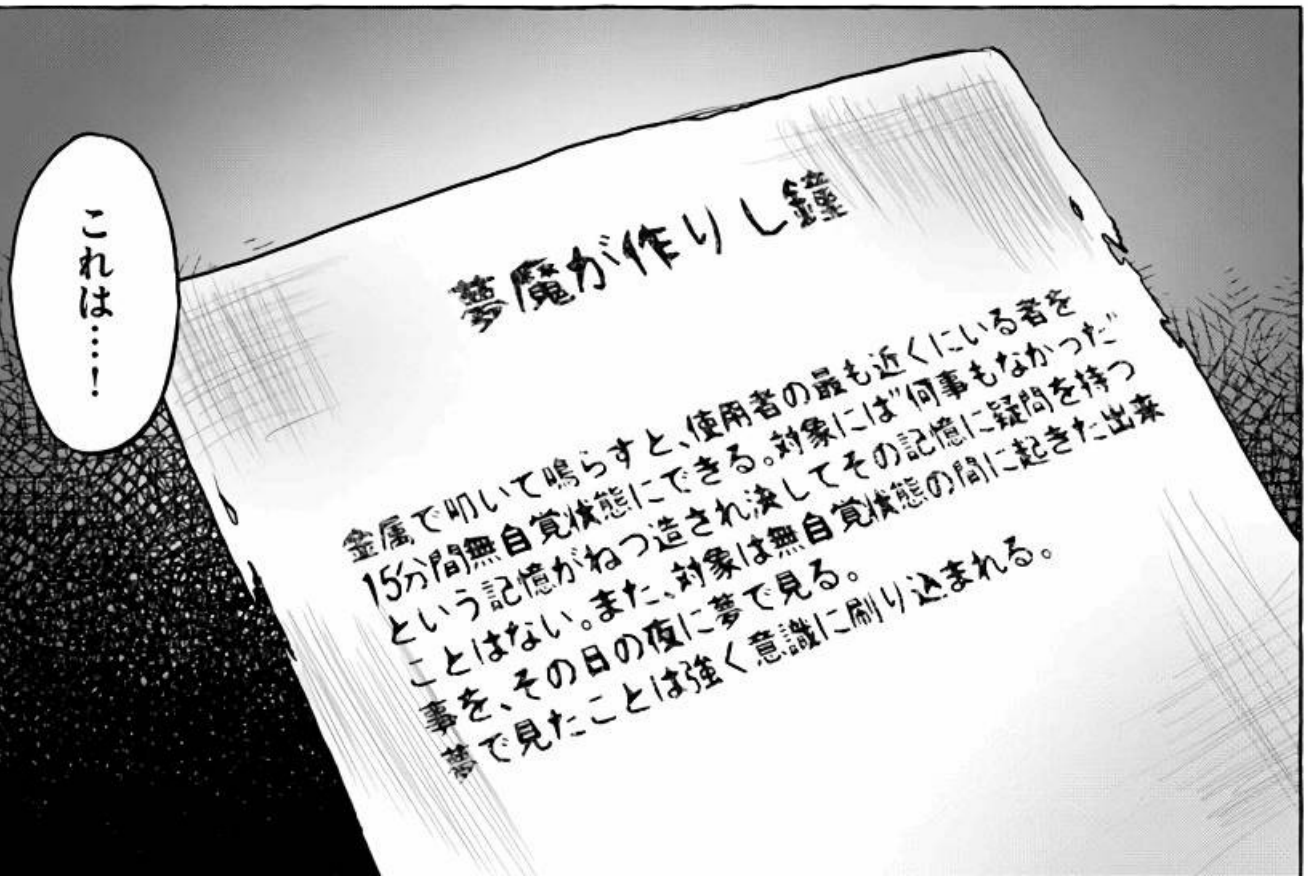 これは……！
夢魔が作りし鐘
金属で叩いて鳴らすと、使用者の最も近くにいる者を
15分間無自覚状態にできる。対象には"何事もなかっだ
という記憶がねつ造され決してその記憶に疑問を持つ
ことはない。また、対象は無自覚状態の間に起きた出来
事を、その日の夜に夢で見る。
夢で見たことは強く意識に刷り込まれる。